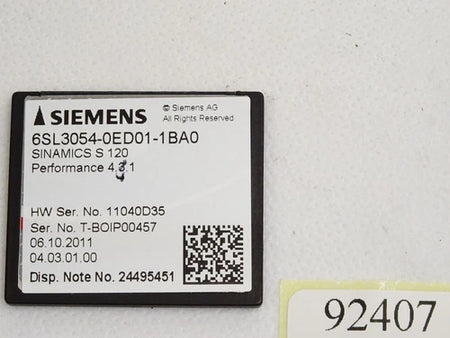 SIEMENS
© Siemens AG
All Rights Reserved
6SL3054-0ED01-1BA0
SINAMICS S 120
Performance 4.3.1
HW Ser. No. 11040D35
Ser. No. T-BOIP00457
06.10.2011
04.03.01.00
Disp. Note No. 24495451
92407